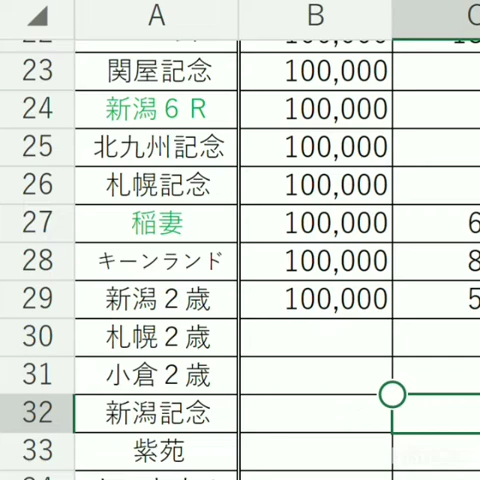 A B
23 関屋記念 100,000
24 新潟６Ｒ 100,000
25 北九州記念 100,000
26 札幌記念 100,000
27 稲妻 100,000 6
28 キーンランド 100,000 8
29 新潟２歳 100,000 5
30 札幌２歳
31 小倉２歳
32 新潟記念
33 紫苑